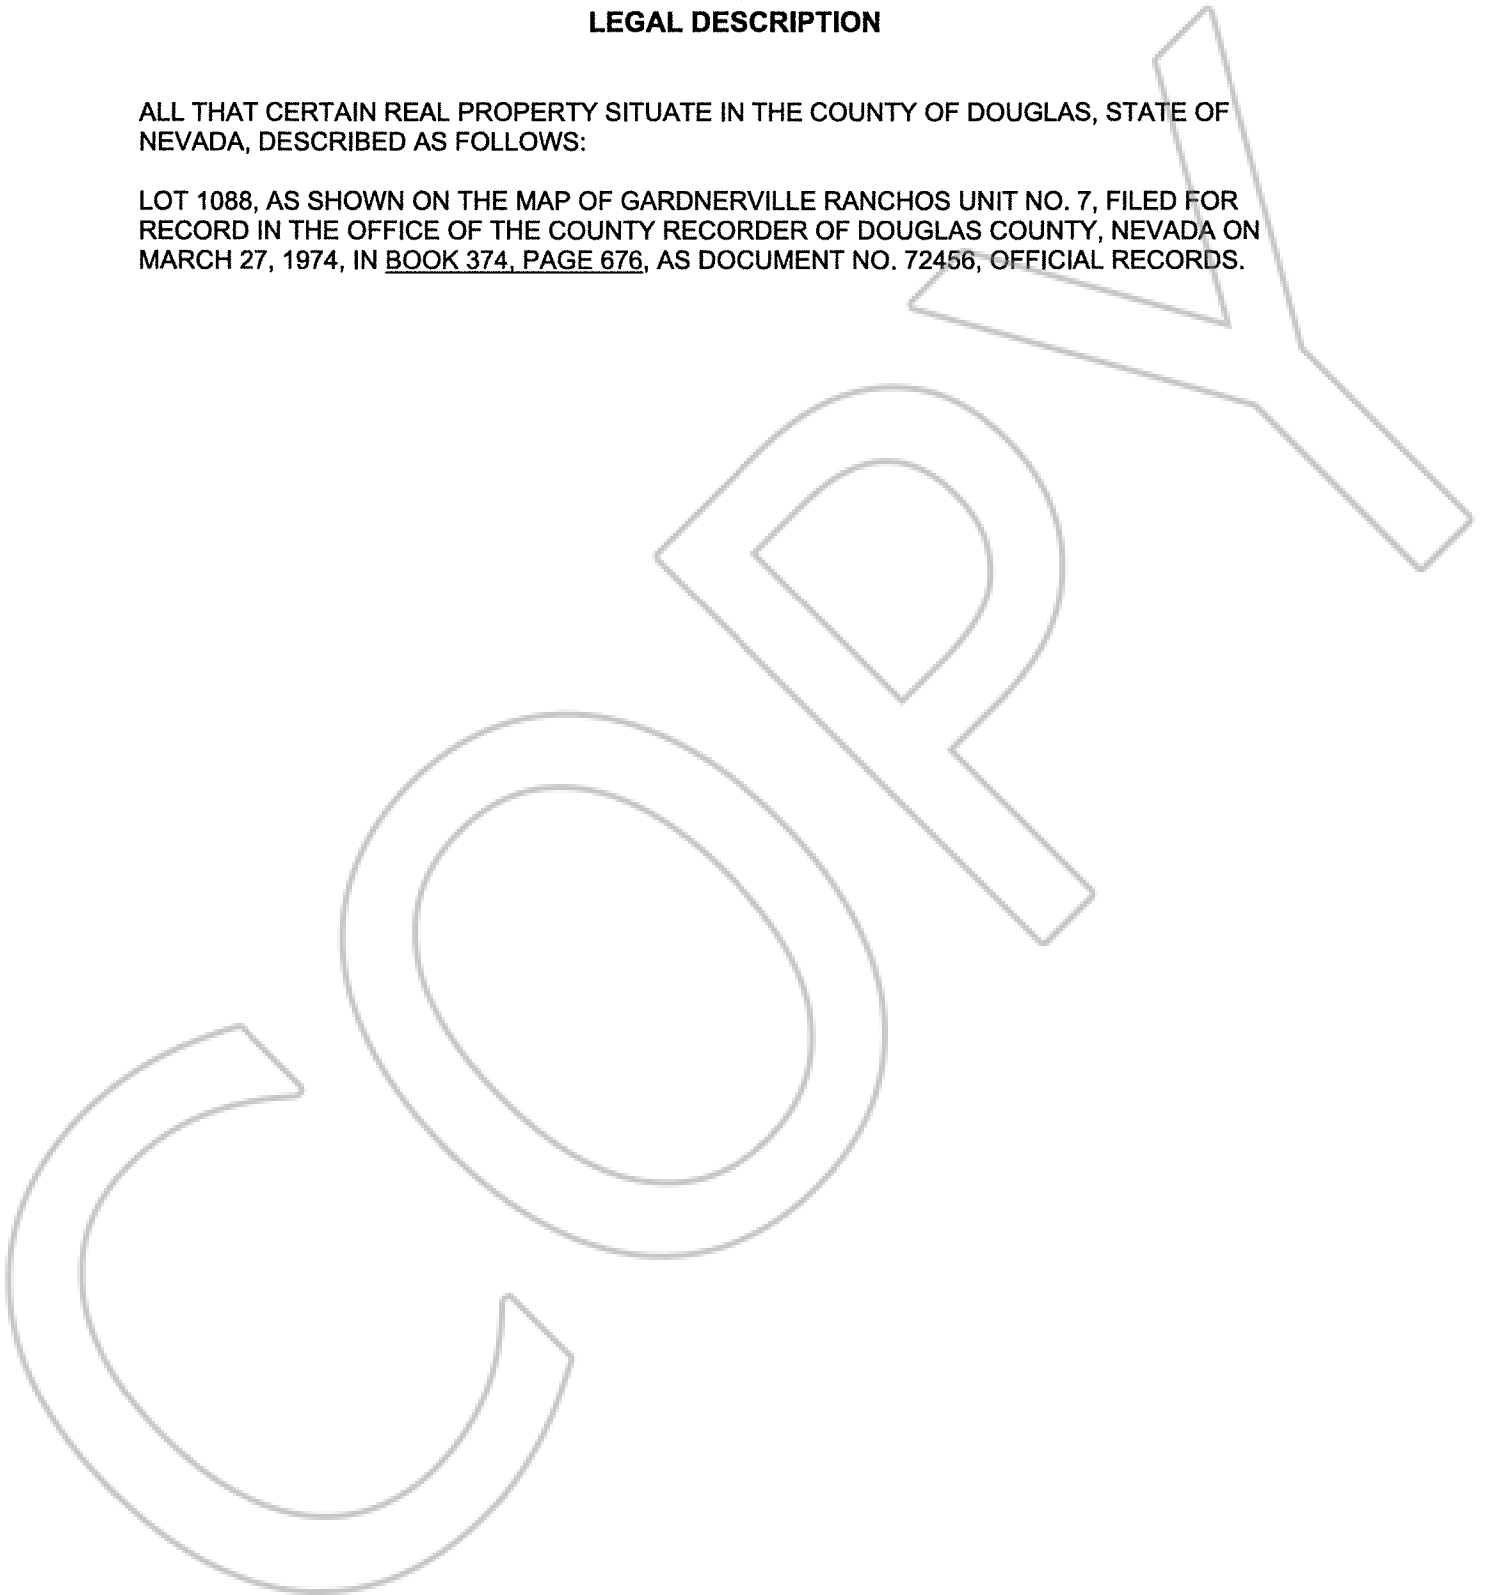 LEGAL DESCRIPTION
ALL THAT CERTAIN REAL PROPERTY SITUATE IN THE COUNTY OF DOUGLAS, STATE OF
NEVADA, DESCRIBED AS FOLLOWS:
LOT 1088, AS SHOWN ON THE MAP OF GARDNERVILLE RANCHOS UNIT NO. 7, FILED FOR
RECORD IN THE OFFICE OF THE COUNTY RECORDER OF DOUGLAS COUNTY, NEVADA ON
MARCH 27, 1974, IN BOOK 374, PAGE 676, AS DOCUMENT NO. 72456, OFFICIAL RECORDS.
COPY